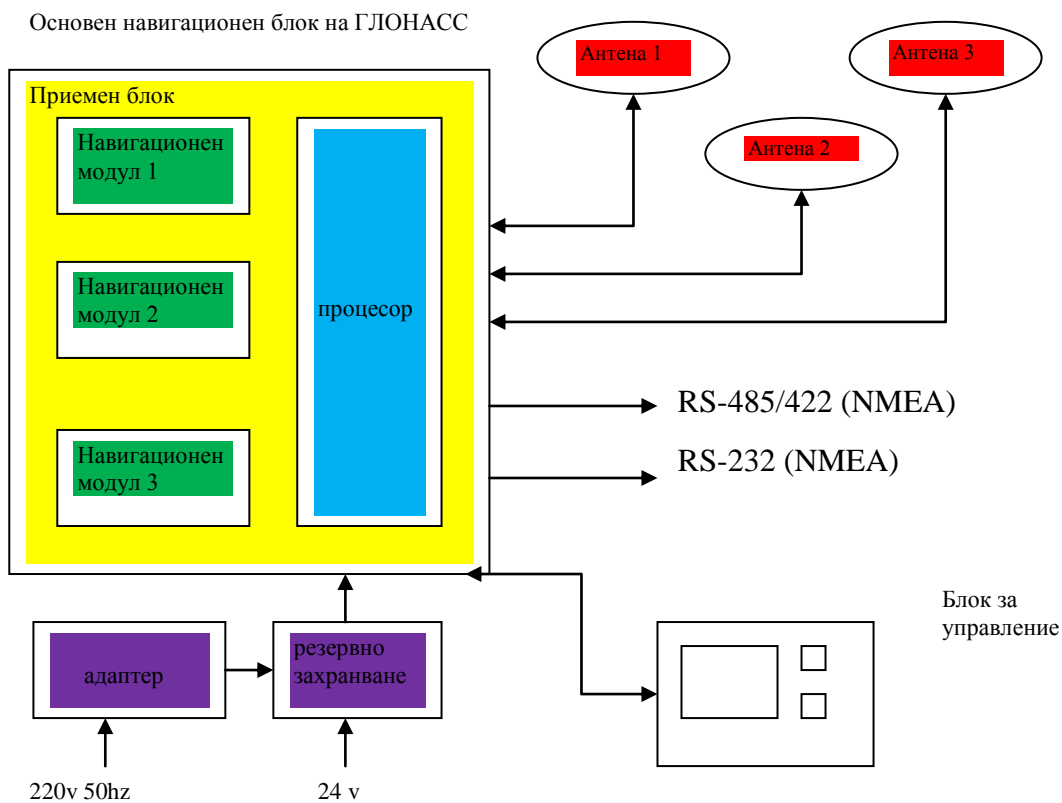 Основен навигационен блок на ГЛОНАСС
Антена 1
Антена 3
Приемен блок
Навигационен
модул 1
Антена 2
Навигационен
модул 2
процесор
RS-485/422 (NMEA)
Навигационен
модул 3
RS-232 (NMEA)
Блок за
управление
адаптер
резервно
захранване
220v 50hz
24 v